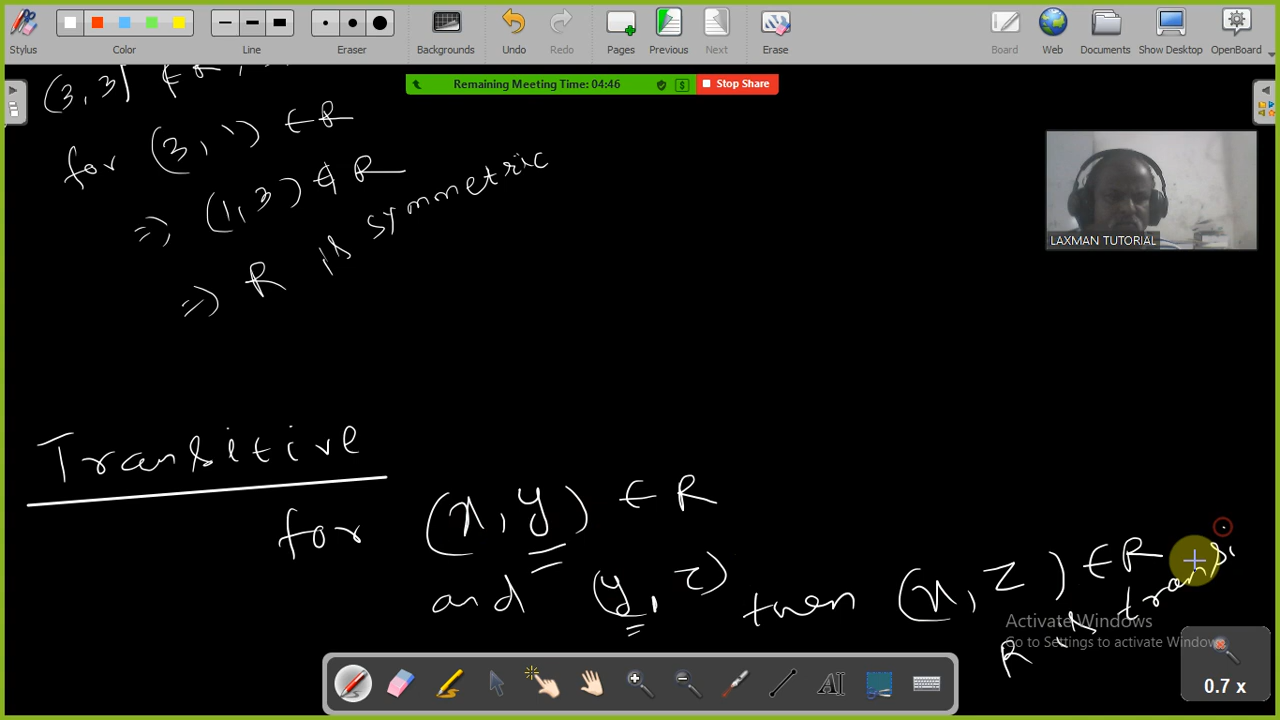 Stylus Color Line Eraser Backgrounds Undo Redo Pages Previous Next Erase Board Web Documents Show Desktop OpenBoard
Remaining Meeting Time: 04:46 Stop Share
(3, 3) ∈ R,
for (3, 1) ∈ R
⇒ (1, 3) ∈ R
⇒ R is symmetric
LAXMAN TUTORIAL
Transitive
for (x, y) ∈ R
and (y, z) then (x, z) ∈ R
R is transi
Activate Windows
Go to Settings to activate Windows.
0.7 x